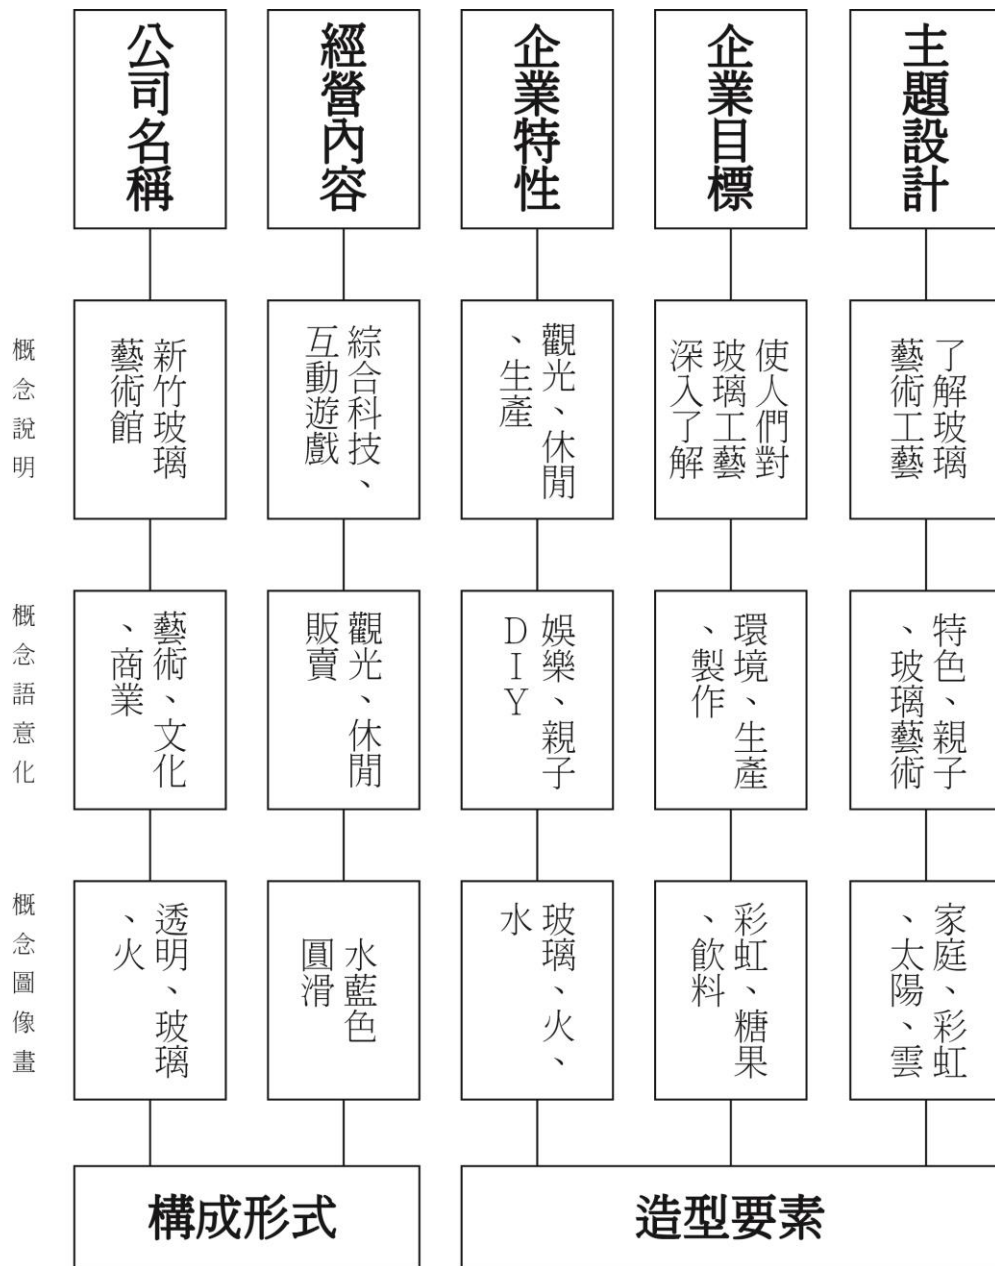 公司名稱
經營內容
企業特性
企業目標
主題設計
概念說明
新竹玻璃
藝術館
綜合科技、
互動遊戲
觀光、休閒
、生產
使人們對
玻璃工藝
深入了解
了解玻璃
藝術工藝
概念語意化
藝術、文化
、商業
觀光、休閒
販賣
娛樂、親子
DIY
環境、生產
、製作
特色、親子
、玻璃藝術
概念圖像畫
透明、玻璃
、火
水藍色
圓滑
玻璃、火、
水
彩虹、糖果
、飲料
家庭、彩虹
、太陽、雲
構成形式
造型要素